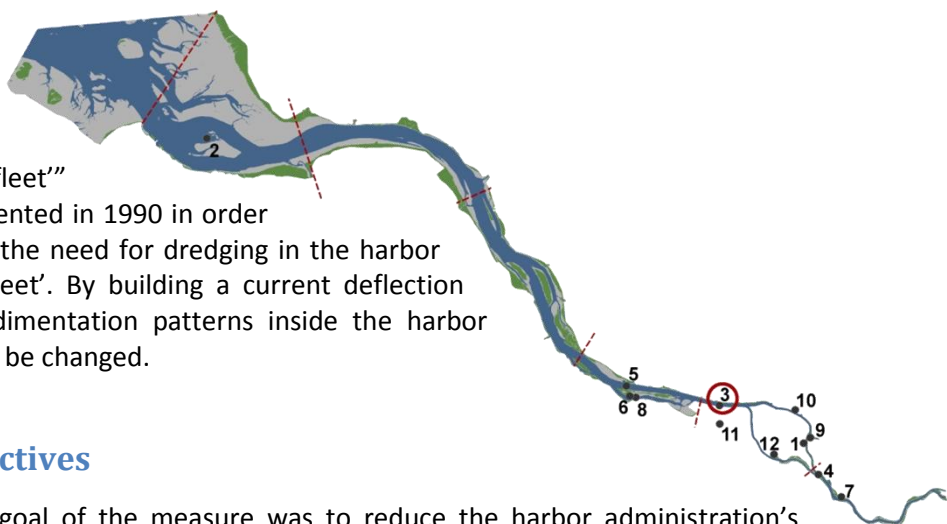 2
fleet’”
ented in 1990 in order
the need for dredging in the harbor
eet’. By building a current deflection
dimentation patterns inside the harbor
be changed.
5
6 8
3
11
10
9
1
12
4
7
ctives
goal of the measure was to reduce the harbor administration’s